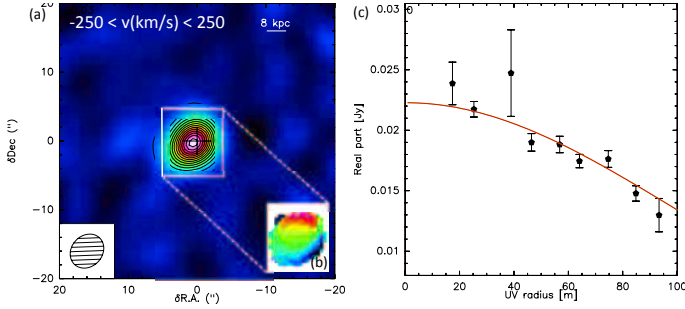 (a)
-250 < v(km/s) < 250
8 kpc
20
10
0
−10
−20
δDec ('')
20
10
0
−10
−20
δR.A. ('')
(b)
(c)
0
0.025
0.02
0.015
0.01
Real part [Jy]
0
20
40
60
80
100
UV radius [m]